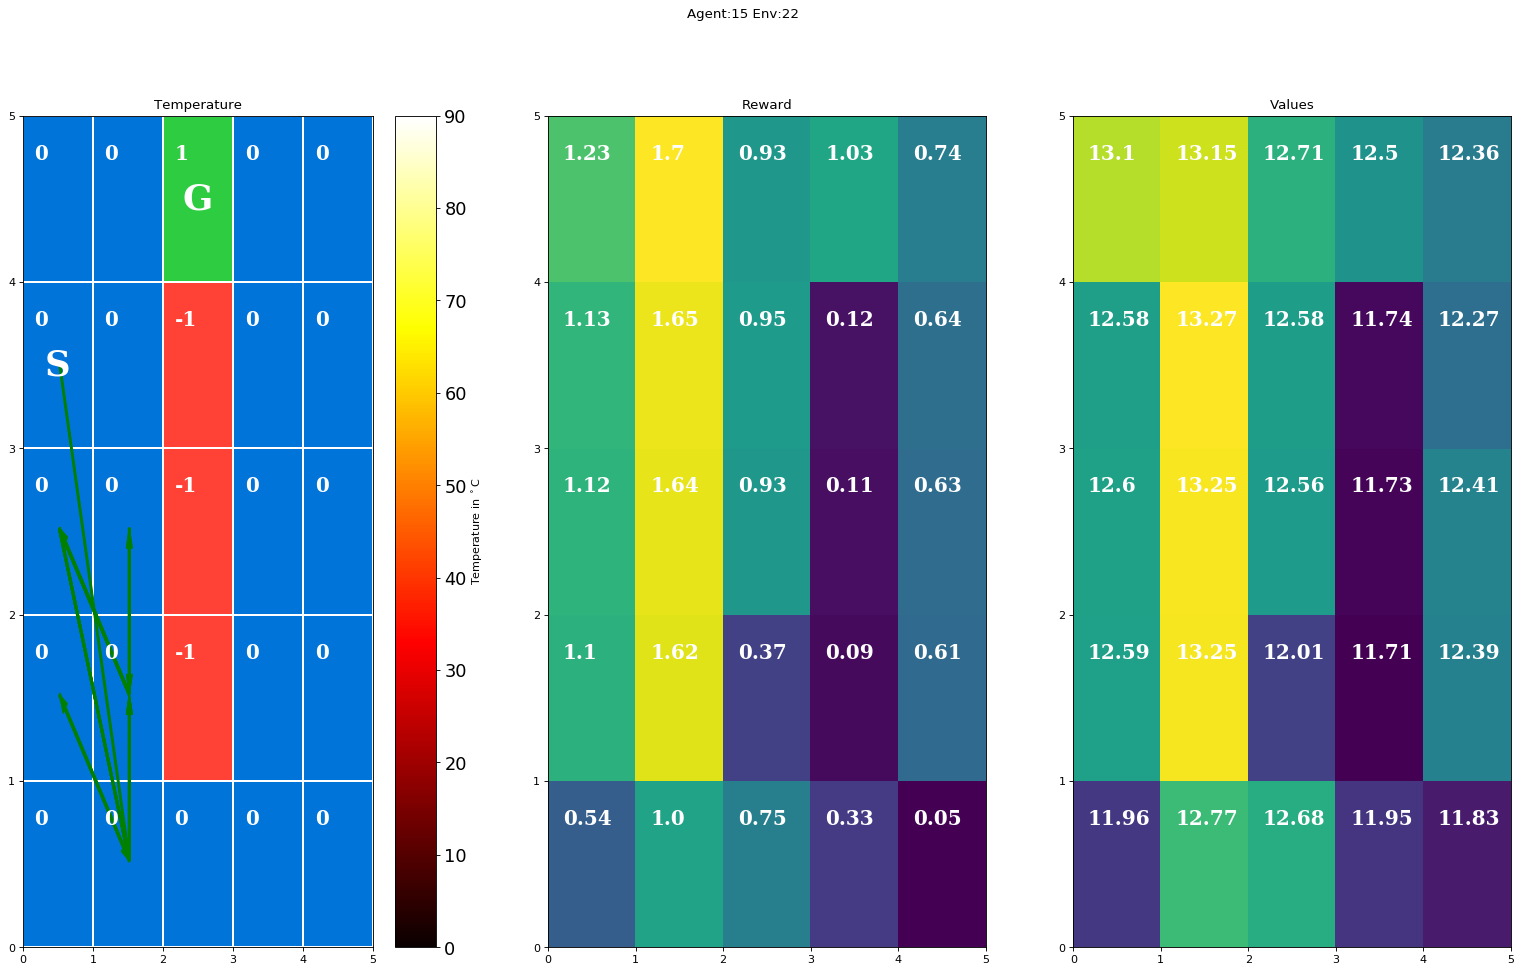 Agent:15 Env:22
Temperature
5
4
3
2
1
0
0 0 1 0 0
G
0 0 -1 0 0
S
0 0 -1 0 0
0 0 -1 0 0
0 0 0 0 0
0 1 2 3 4 5
90
80
70
60
50
40
30
20
10
0
Temperature in °C
Reward
5
4
3
2
1
0
1.23 1.7 0.93 1.03 0.74
1.13 1.65 0.95 0.12 0.64
1.12 1.64 0.93 0.11 0.63
1.1 1.62 0.37 0.09 0.61
0.54 1.0 0.75 0.33 0.05
0 1 2 3 4 5
Values
5
4
3
2
1
0
13.1 13.15 12.71 12.5 12.36
12.58 13.27 12.58 11.74 12.27
12.6 13.25 12.56 11.73 12.41
12.59 13.25 12.01 11.71 12.39
11.96 12.77 12.68 11.95 11.83
0 1 2 3 4 5